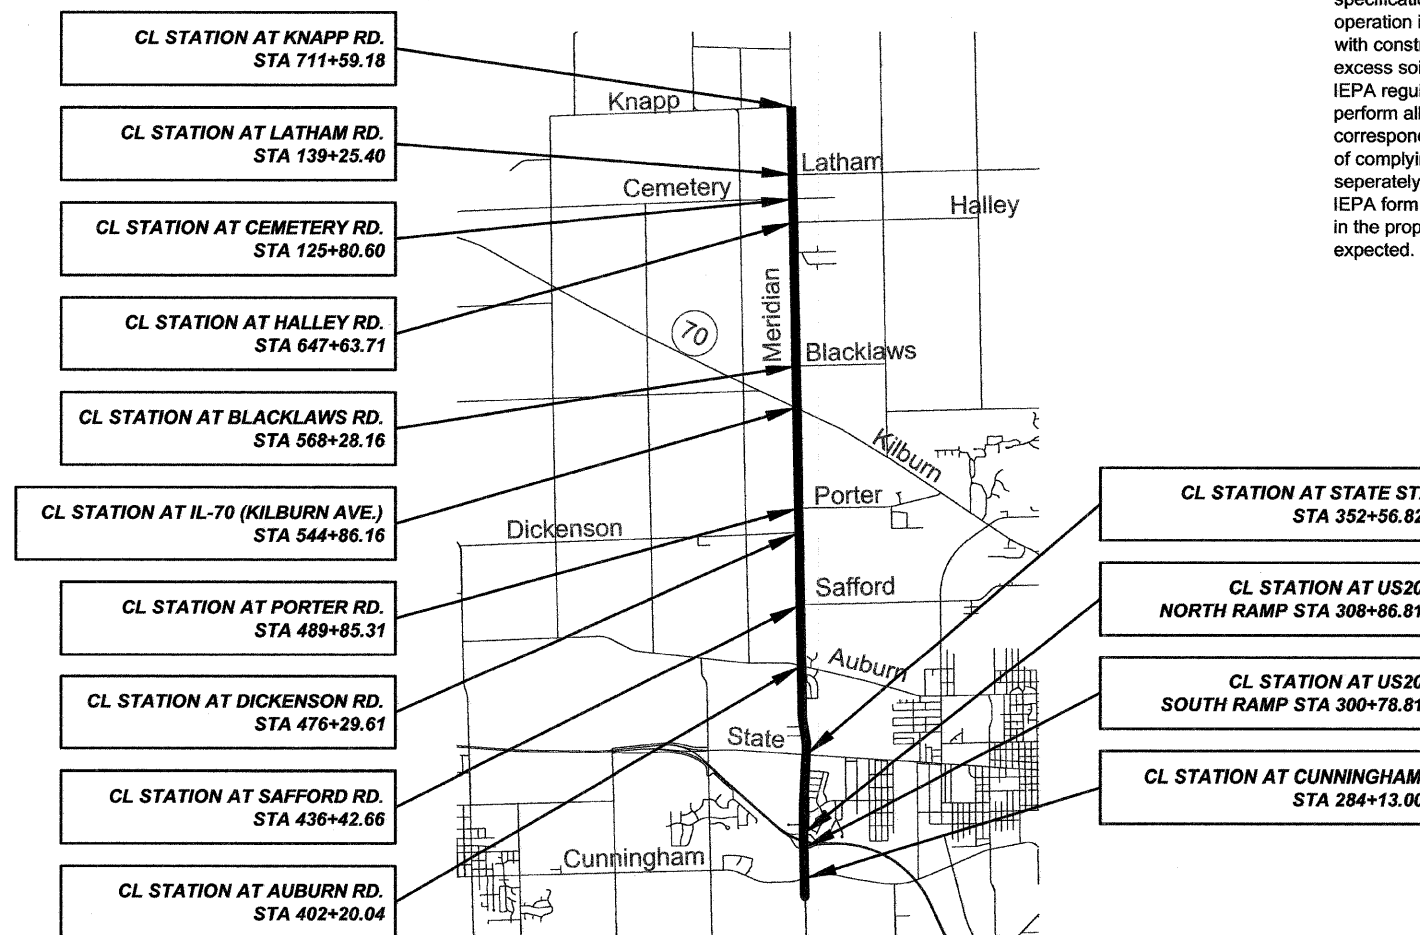 CL STATION AT KNAPP RD.
STA 711+59.18
CL STATION AT LATHAM RD.
STA 139+25.40
CL STATION AT CEMETERY RD.
STA 125+80.60
CL STATION AT HALLEY RD.
STA 647+63.71
CL STATION AT BLACKLAWS RD.
STA 568+28.16
CL STATION AT IL-70 (KILBURN AVE.)
STA 544+86.16
CL STATION AT PORTER RD.
STA 489+85.31
CL STATION AT DICKENSON RD.
STA 476+29.61
CL STATION AT SAFFORD RD.
STA 436+42.66
CL STATION AT AUBURN RD.
STA 402+20.04
Knapp
Latham
Cemetery
Halley
Meridian
70
Blacklaws
Kilburn
Porter
Dickenson
Safford
Auburn
State
Cunningham
operation i
with const
excess soi
IEPA regu
perform all
correspon
of complyi
seperately
IEPA form
in the prop
expected.
CL STATION AT STATE ST
STA 352+56.82
CL STATION AT US20
NORTH RAMP STA 308+86.81
CL STATION AT US20
SOUTH RAMP STA 300+78.81
CL STATION AT CUNNINGHAM
STA 284+13.00